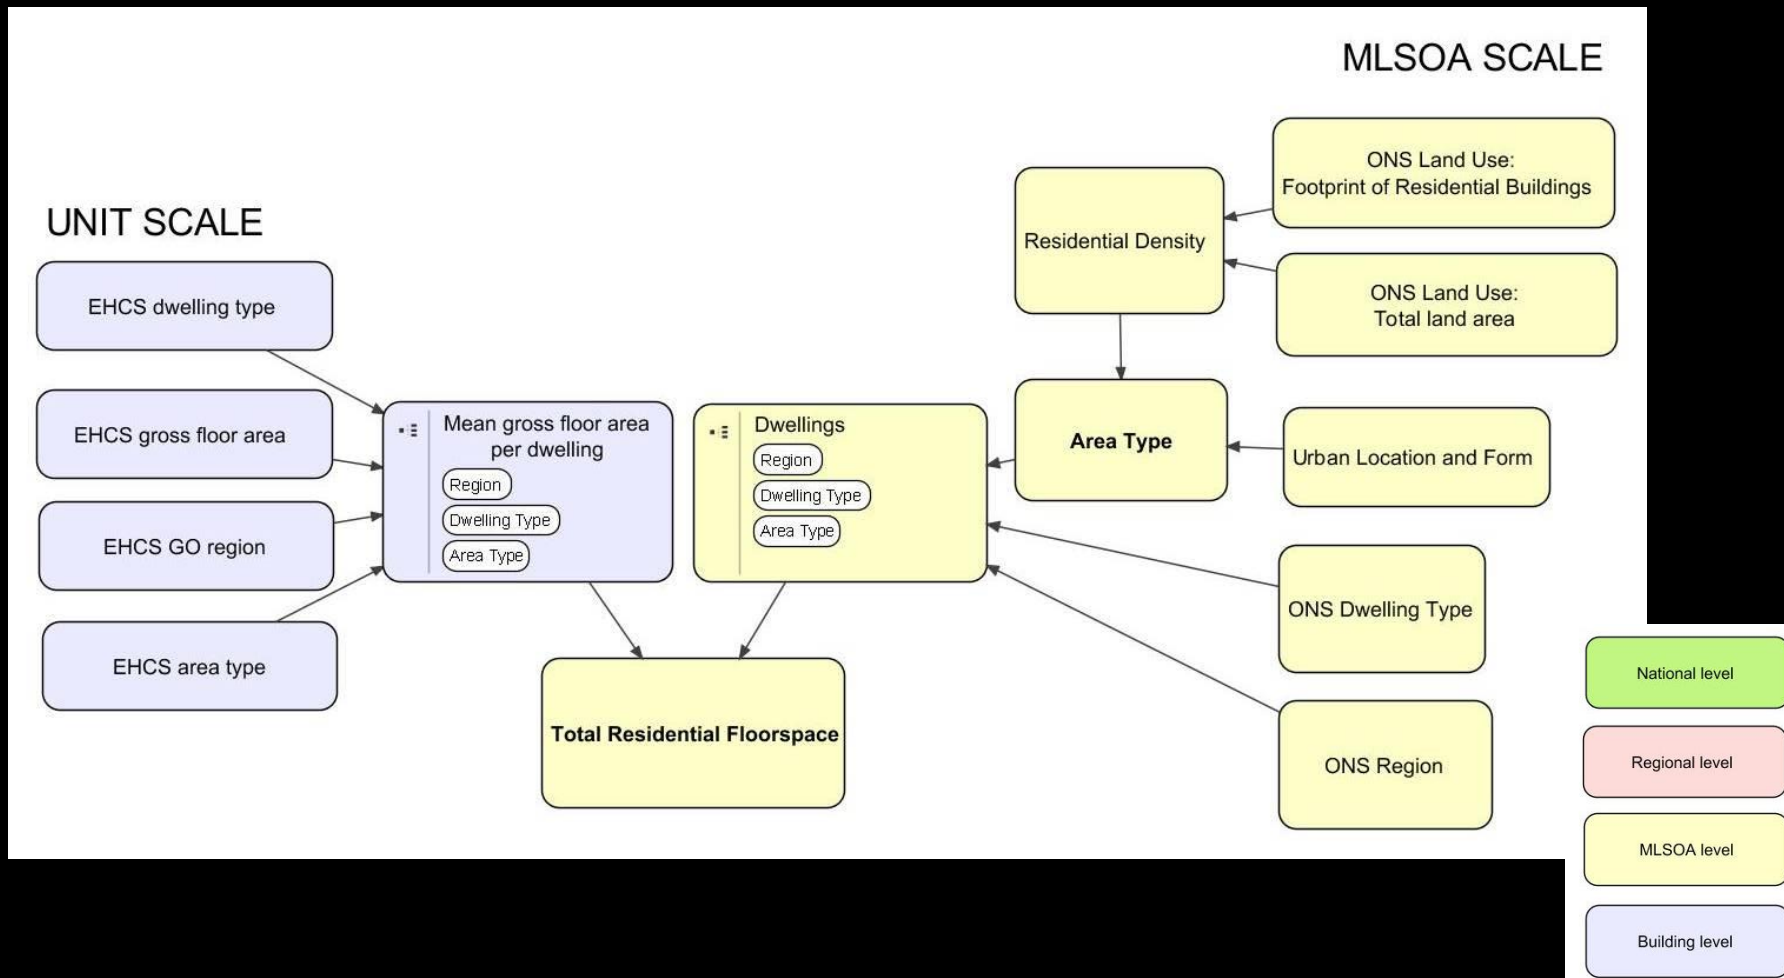 MLSOA SCALE
UNIT SCALE
EHCS dwelling type
EHCS gross floor area
EHCS GO region
EHCS area type
Mean gross floor area
per dwelling
Region
Dwelling Type
Area Type
Dwellings
Region
Dwelling Type
Area Type
Total Residential Floorspace
Residential Density
Area Type
ONS Land Use:
Footprint of Residential Buildings
ONS Land Use:
Total land area
Urban Location and Form
ONS Dwelling Type
ONS Region
National level
Regional level
MLSOA level
Building level